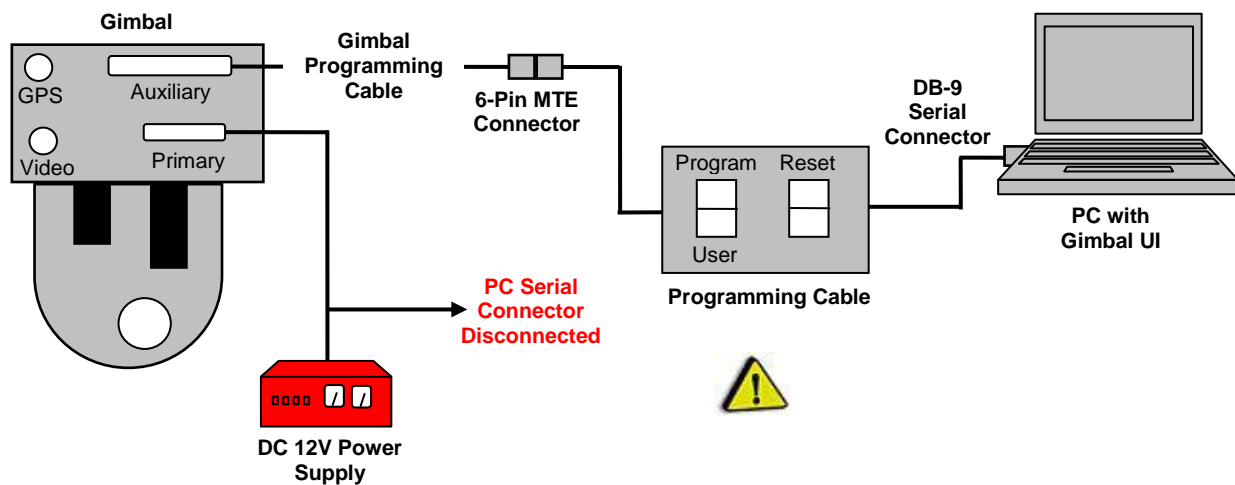 Gimbal
GPS
Auxiliary
Video
Primary
Gimbal
Programming
Cable
6-Pin MTE
Connector
Program Reset
User
Programming Cable
DB-9
Serial
Connector
PC with
Gimbal UI
PC Serial
Connector
Disconnected
DC 12V Power
Supply
!